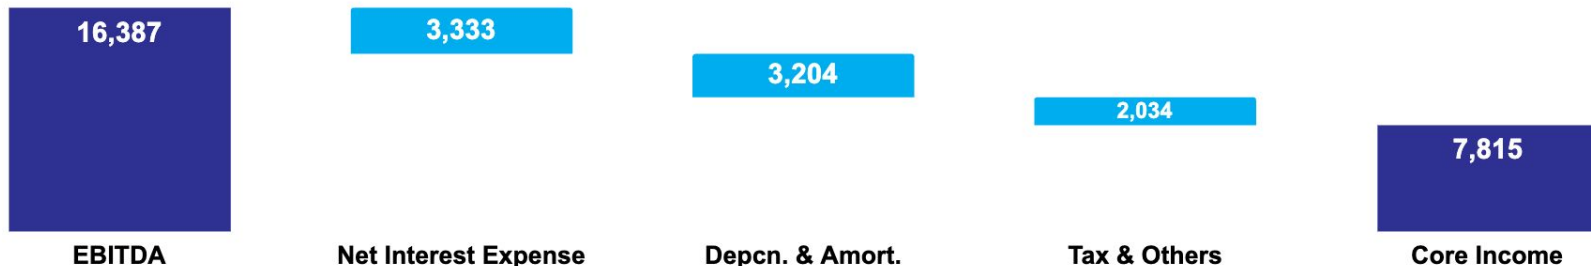 16,387
3,333
3,204
2,034
7,815
EBITDA
Net Interest Expense
Depcn. & Amort.
Tax & Others
Core Income